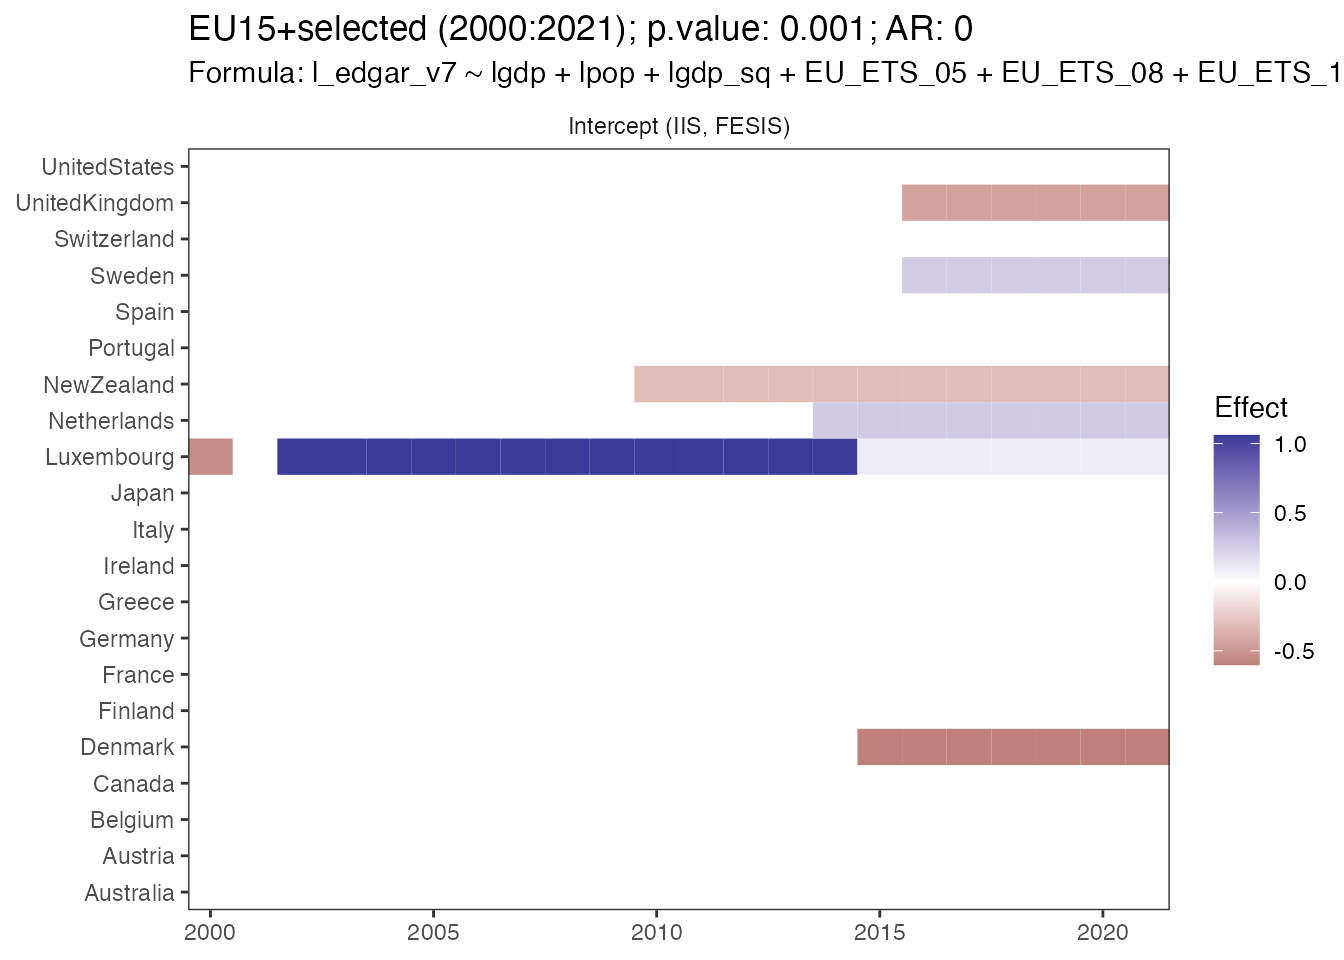 EU15+selected (2000:2021); p.value: 0.001; AR: 0
Formula: l_edgar_v7 ~ lgdp + lpop + lgdp_sq + EU_ETS_05 + EU_ETS_08 + EU_ETS_1
Intercept (IIS, FESIS)
UnitedStates
UnitedKingdom
Switzerland
Sweden
Spain
Portugal
NewZealand
Netherlands
Luxembourg
Japan
Italy
Ireland
Greece
Germany
France
Finland
Denmark
Canada
Belgium
Austria
Australia
2000 2005 2010 2015 2020
Effect
1.0
0.5
0.0
-0.5